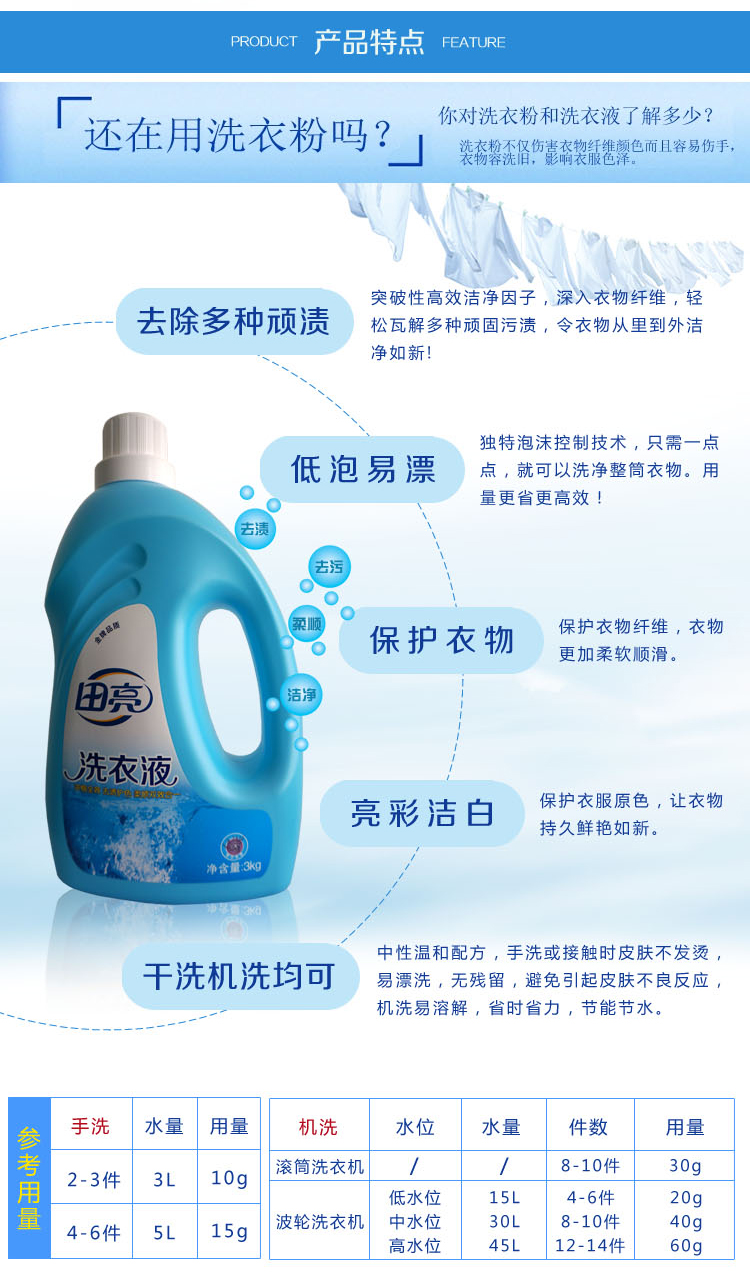 PRODUCT 产品特点 FEATURE
还在用洗衣粉吗？
你对洗衣粉和洗衣液了解多少？
洗衣粉不仅伤害衣物纤维颜色而且容易伤手，
衣物容洗旧，影响衣服色泽。
去除多种顽渍
突破性高效洁净因子，深入衣物纤维，轻
松瓦解多种顽固污渍，令衣物从里到外洁
净如新!
低泡易漂
独特泡沫控制技术，只需一点
点，就可以洗净整筒衣物。用
量更省更高效！
去渍
去污
柔顺
洁净
保护衣物
保护衣物纤维，衣物
更加柔软顺滑。
金牌品质
田亮
洗衣液
净含量:3kg
亮彩洁白
保护衣服原色，让衣物
持久鲜艳如新。
干洗机洗均可
中性温和配方，手洗或接触时皮肤不发烫，
易漂洗，无残留，避免引起皮肤不良反应，
机洗易溶解，省时省力，节能节水。
参考用量
手洗 水量 用量
2-3件 3L 10g
4-6件 5L 15g
机洗 水位 水量 件数 用量
滚筒洗衣机 / / 8-10件 30g
波轮洗衣机
低水位 15L 4-6件 20g
中水位 30L 8-10件 40g
高水位 45L 12-14件 60g